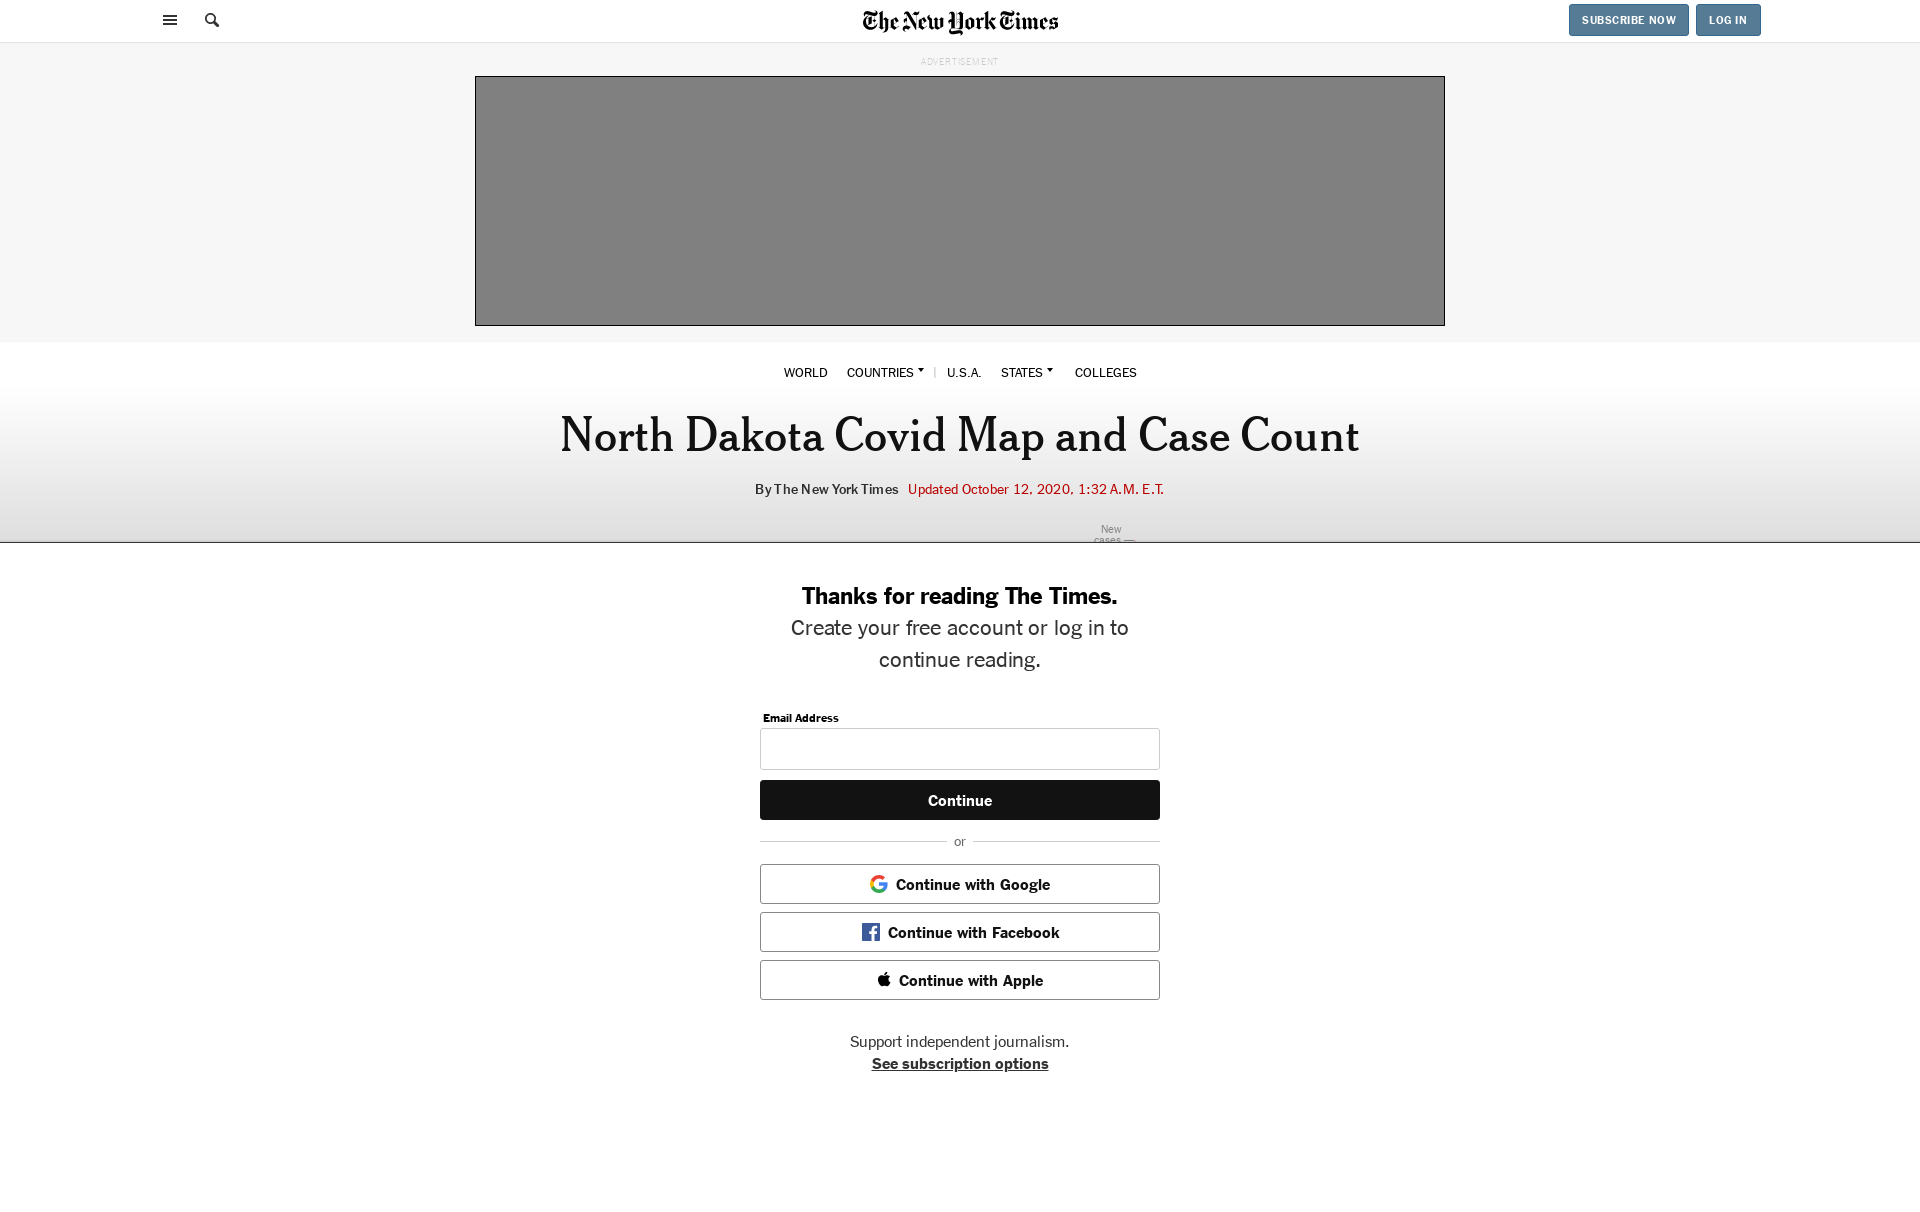 The New York Times
SUBSCRIBE NOW
LOG IN
ADVERTISEMENT
WORLD COUNTRIES | U.S.A. STATES COLLEGES
North Dakota Covid Map and Case Count
By The New York Times Updated October 12, 2020, 1:32 A.M. E.T.
New
cases —
Thanks for reading The Times.
Create your free account or log in to
continue reading.
Email Address
Continue
or
Continue with Google
Continue with Facebook
Continue with Apple
Support independent journalism.
See subscription options